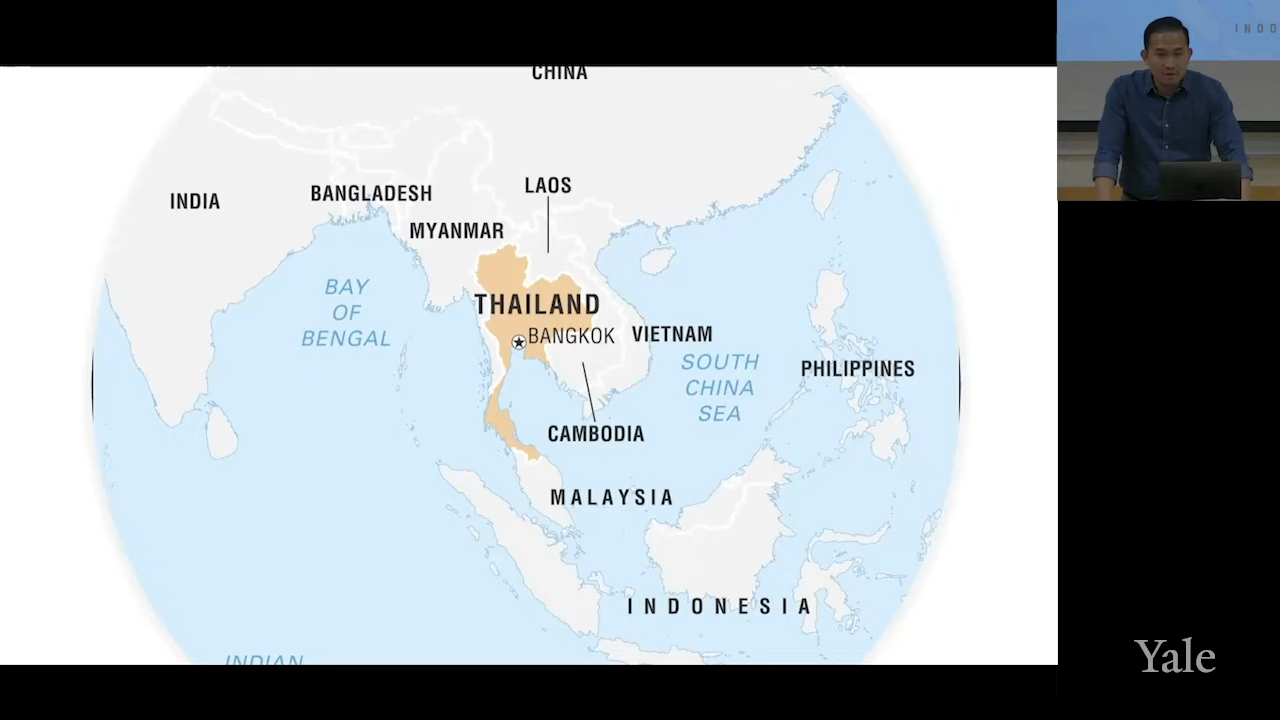 CHINA
INDIA
BANGLADESH
LAOS
MYANMAR
BAY
OF
BENGAL
THAILAND
BANGKOK
VIETNAM
SOUTH
CHINA
SEA
PHILIPPINES
CAMBODIA
MALAYSIA
INDONESIA
INDIAN
INDO
Yale